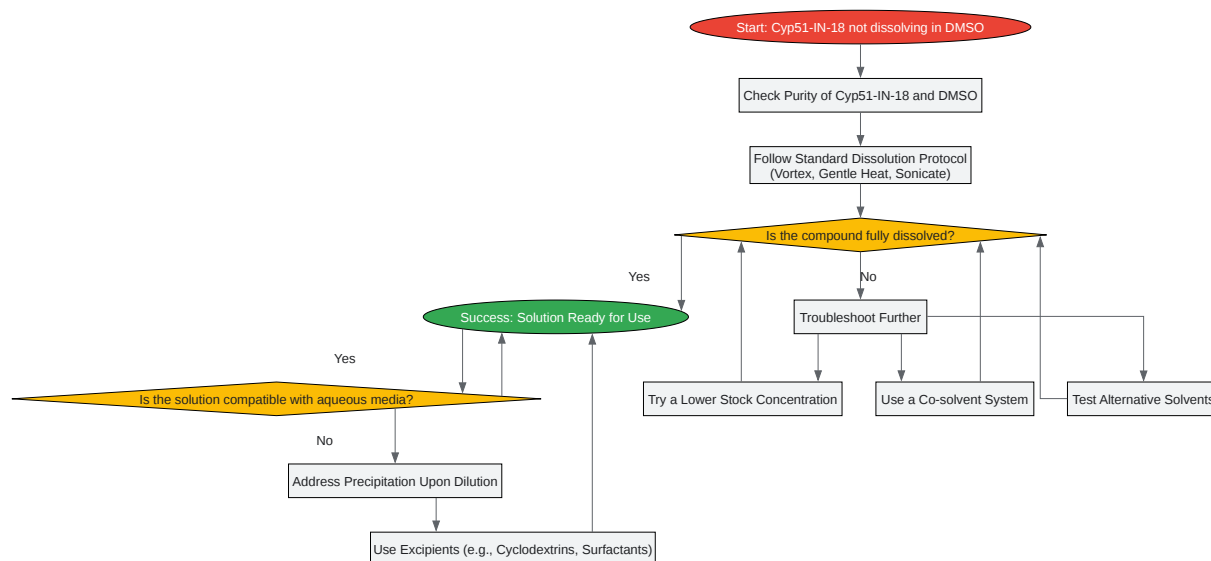 Start: Cyp51-IN-18 not dissolving in DMSO
Check Purity of Cyp51-IN-18 and DMSO
Follow Standard Dissolution Protocol
(Vortex, Gentle Heat, Sonicate)
Is the compound fully dissolved?
Yes
No
Success: Solution Ready for Use
Troubleshoot Further
Yes
Is the solution compatible with aqueous media?
Try a Lower Stock Concentration
Use a Co-solvent System
Test Alternative Solvents
No
Address Precipitation Upon Dilution
Use Excipients (e.g., Cyclodextrins, Surfactants)